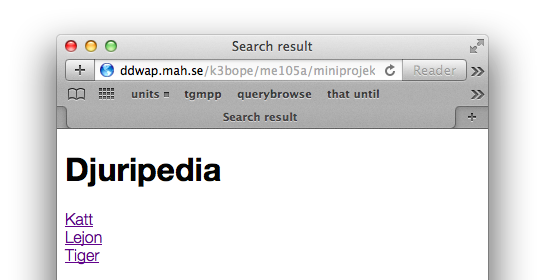 Search result
ddwap.mah.se/k3bope/me105a/miniprojek
Reader
units tgmpp querybrowse that until
Search result
Djuripedia
Katt
Lejon
Tiger